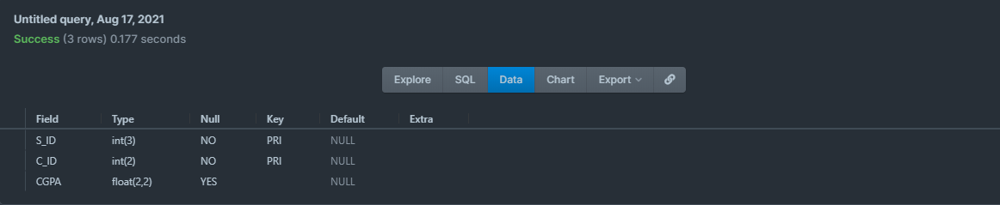 Untitled query, Aug 17, 2021
Success (3 rows) 0.177 seconds
Explore SQL Data Chart Export
Field Type Null Key Default Extra
S_ID int(3) NO PRI NULL
C_ID int(2) NO PRI NULL
CGPA float(2,2) YES NULL